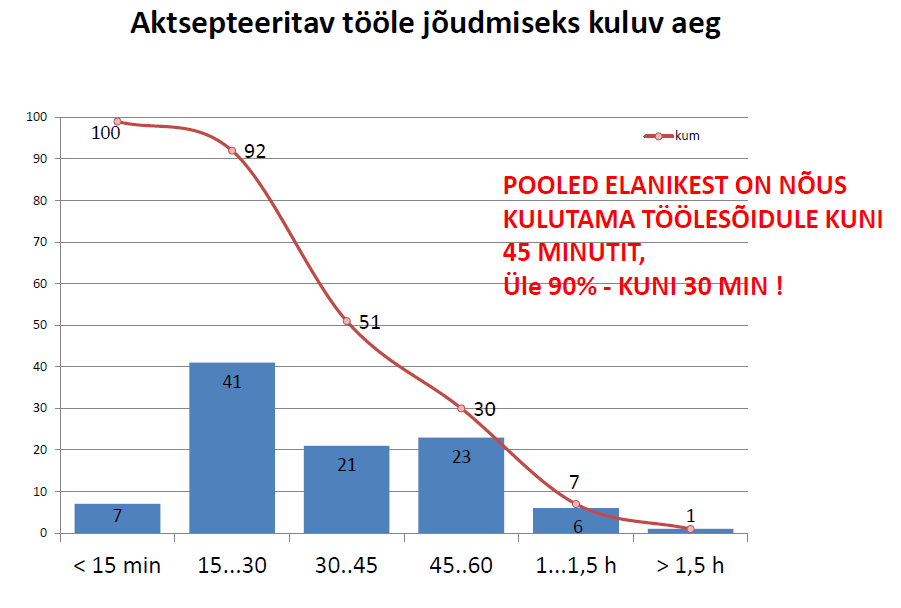 Aktsepteeritav tööle jõudmiseks kuluv aeg
100
90
80
70
60
50
40
30
20
10
0
kum
POOLED ELANIKEST ON NÕUS
KULUTAMA TÖÖLESÕIDULE KUNI
45 MINUTIT,
Üle 90% - KUNI 30 MIN !
100
92
51
30
7
1
7
41
21
23
6
< 15 min
15...30
30..45
45..60
1...1,5 h
> 1,5 h